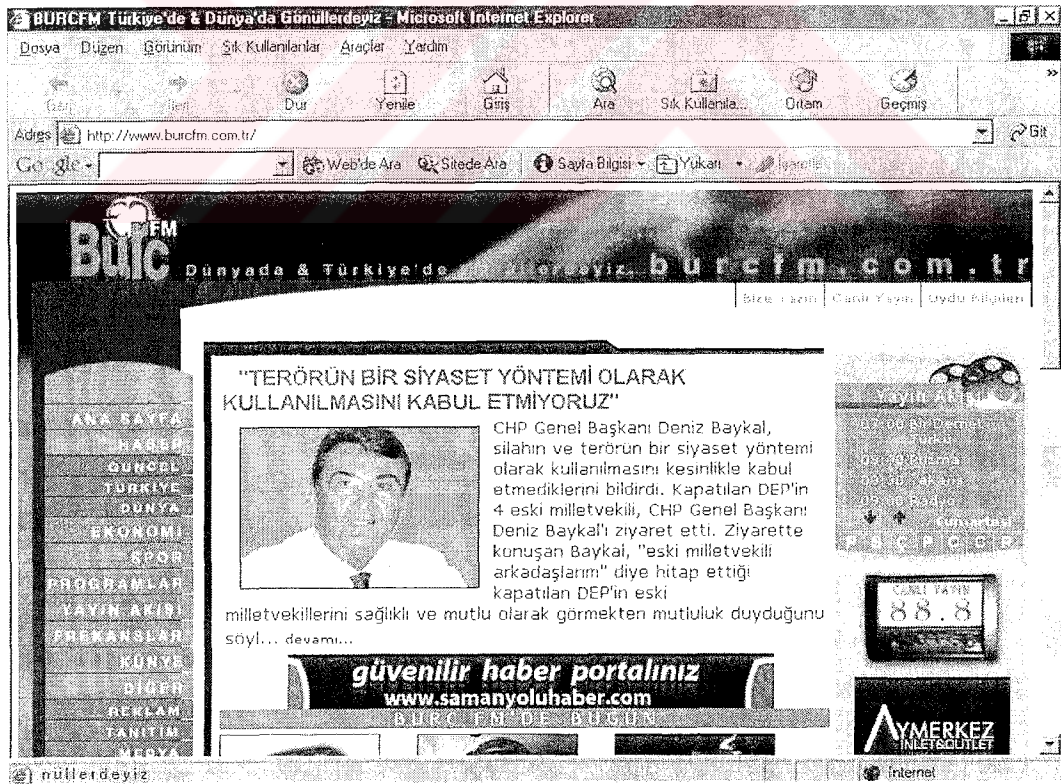 BURCFM Türkiye'de & Dünya'da Gönüllerdeyiz - Microsoft Internet Explorer
Dosya Düzen Görünüm Sık Kullanılanlar Araçlar Yardım
Geri İleri Dur Yenile Giriş Ara Sık Kullanıla... Ortam Geçmiş
Adres http://www.burcfm.com.tr/ Git
Google Web'de Ara Sitede Ara Sayfa Bilgisi Yukarı İşaretle
Burc FM
Dünyada & Türkiye'de burcfm.com.tr
Bize Yazın Canlı Yayın Uydu Bilgileri
"TERÖRÜN BİR SİYASET YÖNTEMİ OLARAK
KULLANILMASINI KABUL ETMİYORUZ"
CHP Genel Başkanı Deniz Baykal,
silahın ve terörün bir siyaset yöntemi
olarak kullanılmasını kesinlikle kabul
etmediklerini bildirdi. Kapatılan DEP'in
4 eski milletvekili, CHP Genel Başkanı
Deniz Baykal'ı ziyaret etti. Ziyarette
konuşan Baykal, "eski milletvekili
arkadaşlarım" diye hitap ettiği
kapatılan DEP'in eski
milletvekillerini sağlıklı ve mutlu olarak görmekten mutluluk duyduğunu
söyl... devamı...
ANA SAYFA
HABER
GÜNCEL
TÜRKİYE
DÜNYA
EKONOMİ
SPOR
PROGRAMLAR
YAYIN AKIŞI
FREKANSLAR
KÜNYE
DİĞER
REKLAM
TANITIM
MEDYA
güvenilir haber portalınız
www.samanyoluhaber.com
BURC FM'DE BUGÜN
Cumartesi
P S Ç P C C P
CANLI YAYIN
88.8
AYMERKEZ
INLET&OUTLET
nüllerdeyiz
Internet